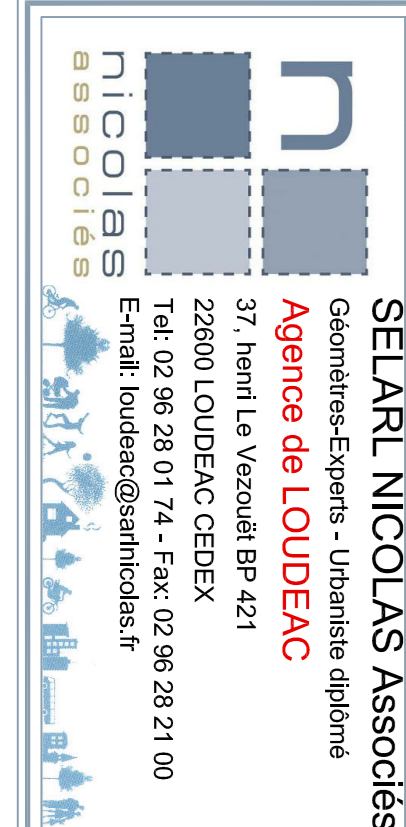 n
nicolas
associés
SELARL NICOLAS Associés
Géomètres-Experts - Urbaniste diplômé
Agence de LOUDEAC
37, henri Le Vezouët BP 421
22600 LOUDEAC CEDEX
Tel: 02 96 28 01 74 - Fax: 02 96 28 21 00
E-mail: loudeac@sarlnicolas.fr